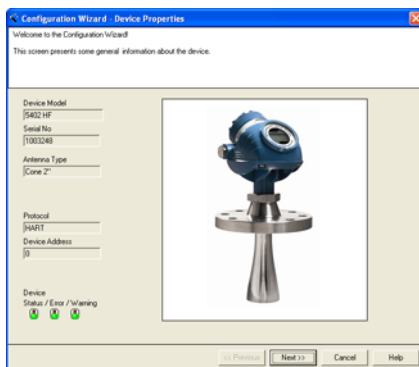 Configuration Wizard - Device Properties
Welcome to the Configuration Wizard!
This screen presents some general information about the device.
Device Model
5402 HF
Serial No
1003248
Antenna Type
Cone 2"
Protocol
HART
Device Address
0
Device
Status / Error / Warning
<< Previous
Next >>
Cancel
Help